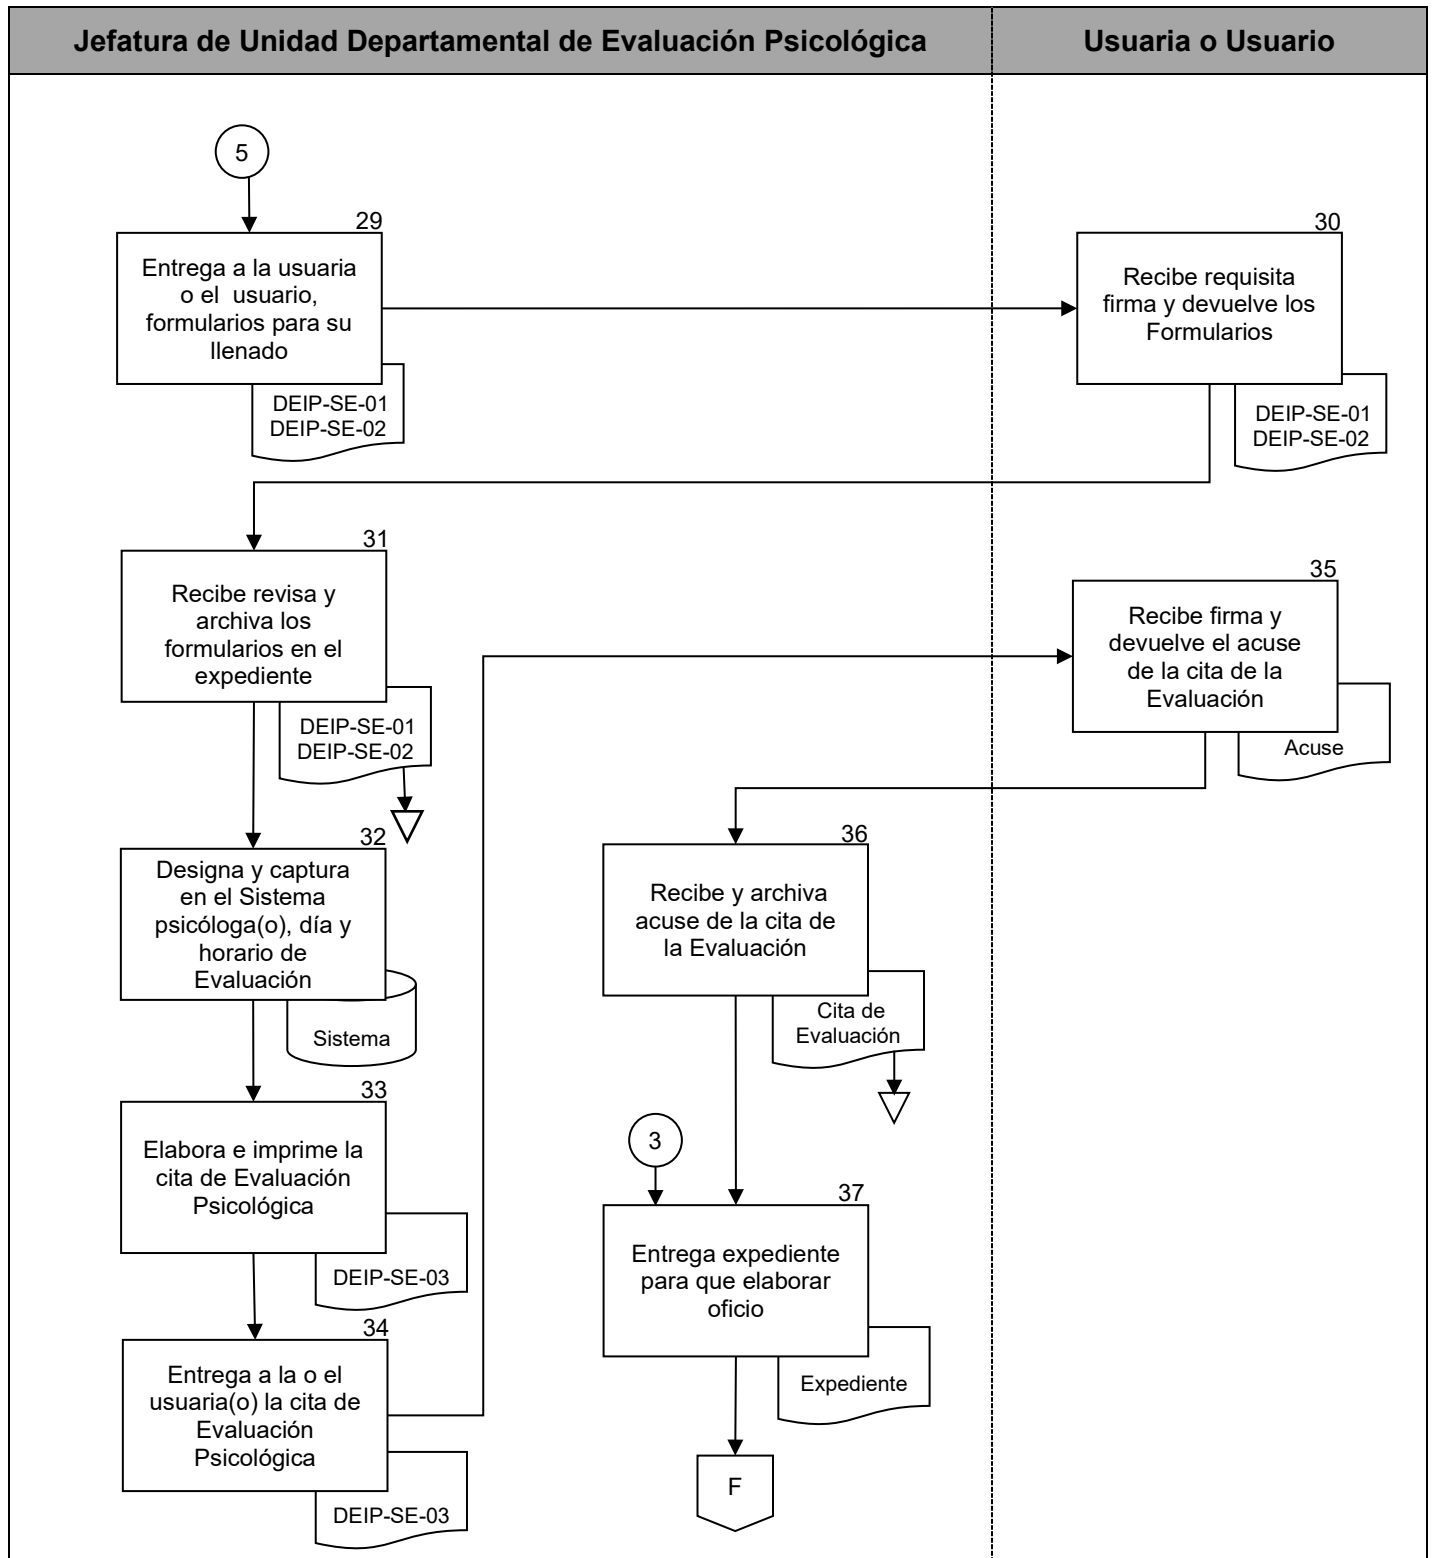 Jefatura de Unidad Departamental de Evaluación Psicológica
Usuaria o Usuario
5
29
Entrega a la usuaria
o el usuario,
formularios para su
llenado
DEIP-SE-01
DEIP-SE-02
30
Recibe requisita
firma y devuelve los
Formularios
DEIP-SE-01
DEIP-SE-02
31
Recibe revisa y
archiva los
formularios en el
expediente
DEIP-SE-01
DEIP-SE-02
32
Designa y captura
en el Sistema
psicóloga(o), día y
horario de
Evaluación
Sistema
33
Elabora e imprime la
cita de Evaluación
Psicológica
DEIP-SE-03
34
Entrega a la o el
usuaria(o) la cita de
Evaluación
Psicológica
DEIP-SE-03
35
Recibe firma y
devuelve el acuse
de la cita de la
Evaluación
Acuse
36
Recibe y archiva
acuse de la cita de
la Evaluación
Cita de
Evaluación
3
37
Entrega expediente
para que elaborar
oficio
Expediente
F